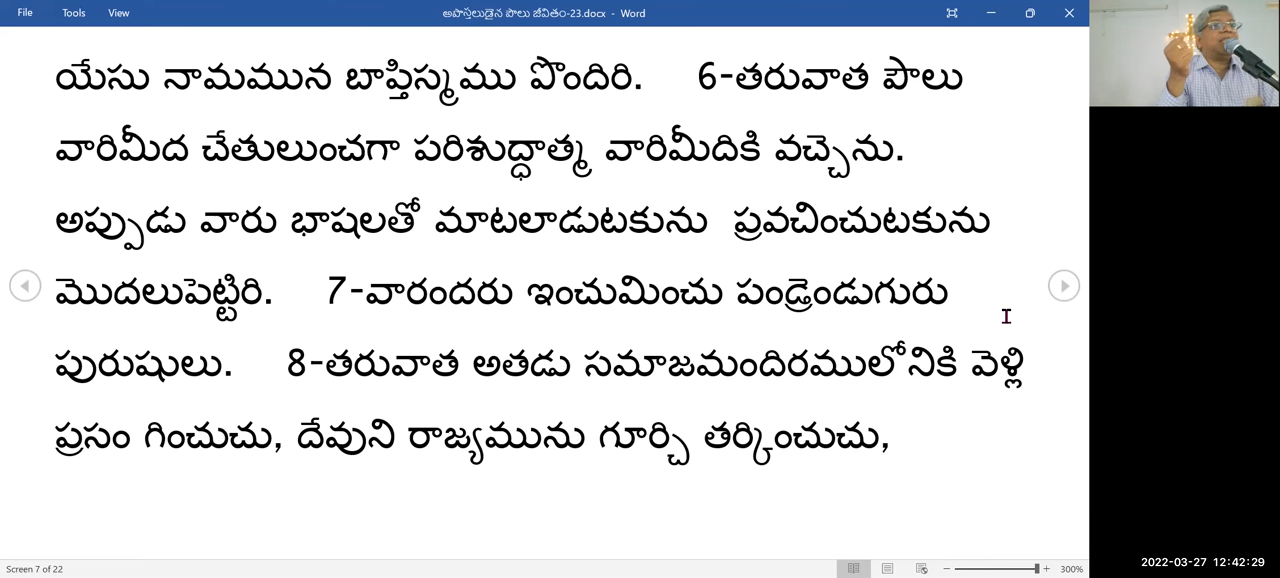 File Tools View అపొస్తలుడైన పౌలు జీవితం-23.docx - Word
యేసు నామమున బాప్తిస్మము పొందిరి. 6-తరువాత పౌలు
వారిమీద చేతులుంచగా పరిశుద్ధాత్మ వారిమీదికి వచ్చెను.
అప్పుడు వారు భాషలతో మాటలాడుటకును ప్రవచించుటకును
మొదలుపెట్టిరి. 7-వారందరు ఇంచుమించు పండ్రెండుగురు
పురుషులు. 8-తరువాత అతడు సమాజమందిరములోనికి వెళ్లి
ప్రసం గించుచు, దేవుని రాజ్యమును గూర్చి తర్కించుచు,
Screen 7 of 22 300%
2022-03-27 12:42:29